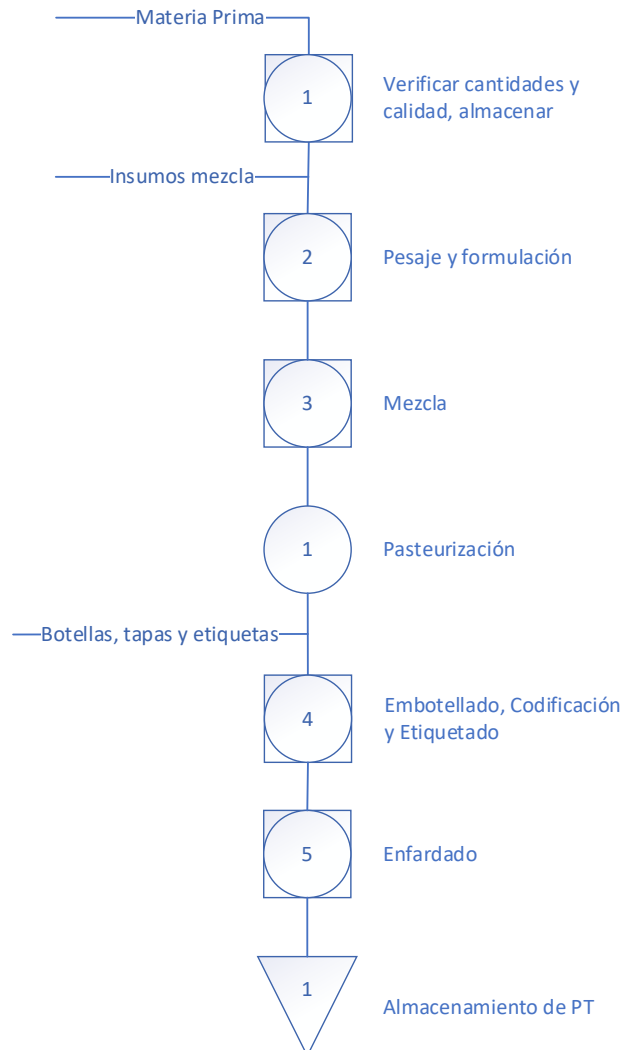 Materia Prima
1
Verificar cantidades y
calidad, almacenar
Insumos mezcla
2
Pesaje y formulación
3
Mezcla
1
Pasteurización
Botellas, tapas y etiquetas
4
Embotellado, Codificación
y Etiquetado
5
Enfardado
1
Almacenamiento de PT